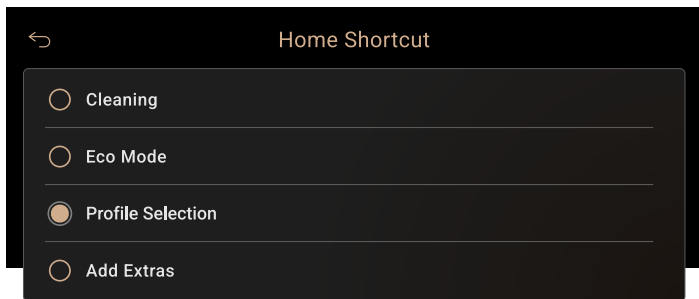 Home Shortcut
Cleaning
Eco Mode
Profile Selection
Add Extras